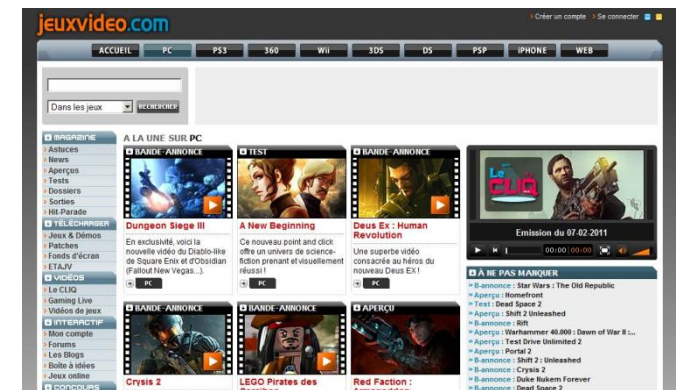 jeuxvideo.com
Créer un compte Se connecter
ACCUEIL PC PS3 360 Wii 3DS DS PSP iPHONE WEB
Dans les jeux RECHERCHER
MAGAZINE
Astuces
News
Aperçus
Tests
Dossiers
Sorties
Hit-Parade
TÉLÉCHARGER
Jeux & Démos
Patches
Fonds d'écran
ETAJV
VIDÉOS
Le CLIQ
Gaming Live
Vidéos de jeux
INTERACTIF
Mon compte
Forums
Les Blogs
Boite à idées
Jeux online
CONCOURS
A LA UNE SUR PC
BANDE-ANNONCE
Dungeon Siege III
En exclusivité, voici la
nouvelle vidéo du Diablo-like
de Square Enix et d'Obsidian
(Fallout New Vegas...).
PC
TEST
A New Beginning
Ce nouveau point and click
offre un univers de science-
fiction prenant et visuellement
réussi !
PC
BANDE-ANNONCE
Deus Ex : Human
Revolution
Une superbe vidéo
consacrée au héros du
nouveau Deus EX !
PC
BANDE-ANNONCE
Crysis 2
BANDE-ANNONCE
LEGO Pirates des
APERÇU
Red Faction :
Le
CLIQ
Emission du 07-02-2011
00:00 00:00
À NE PAS MANQUER
B-annonce : Star Wars : The Old Republic
Aperçu : Homefront
Test : Dead Space 2
Aperçu : Shift 2 Unleashed
B-annonce : Rift
Aperçu : Warhammer 40.000 : Dawn of War II :...
Aperçu : Test Drive Unlimited 2
Aperçu : Portal 2
B-annonce : Shift 2 : Unleashed
B-annonce : Crysis 2
B-annonce : Duke Nukem Forever
B-annonce : Dead Space 2